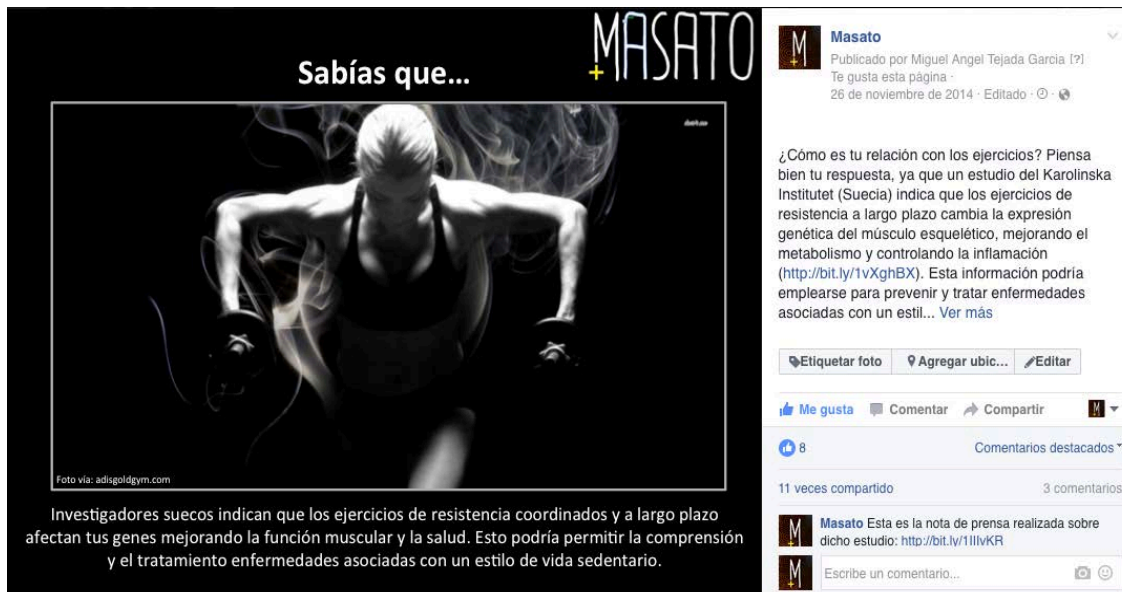 MASATO
Sabías que...
Foto vía: adisgoldgym.com
Investigadores suecos indican que los ejercicios de resistencia coordinados y a largo plazo
afectan tus genes mejorando la función muscular y la salud. Esto podría permitir la comprensión
y el tratamiento enfermedades asociadas con un estilo de vida sedentario.
Masato
Publicado por Miguel Angel Tejada Garcia [?]
Te gusta esta página ·
26 de noviembre de 2014 · Editado ·
¿Cómo es tu relación con los ejercicios? Piensa
bien tu respuesta, ya que un estudio del Karolinska
Institutet (Suecia) indica que los ejercicios de
resistencia a largo plazo cambia la expresión
genética del músculo esquelético, mejorando el
metabolismo y controlando la inflamación
(http://bit.ly/1vXghBX). Esta información podría
emplearse para prevenir y tratar enfermedades
asociadas con un estil... Ver más
Etiquetar foto Agregar ubic... Editar
Me gusta Comentar Compartir
8 Comentarios destacados
11 veces compartido 3 comentarios
Masato Esta es la nota de prensa realizada sobre
dicho estudio: http://bit.ly/1IIIvKR
Escribe un comentario...